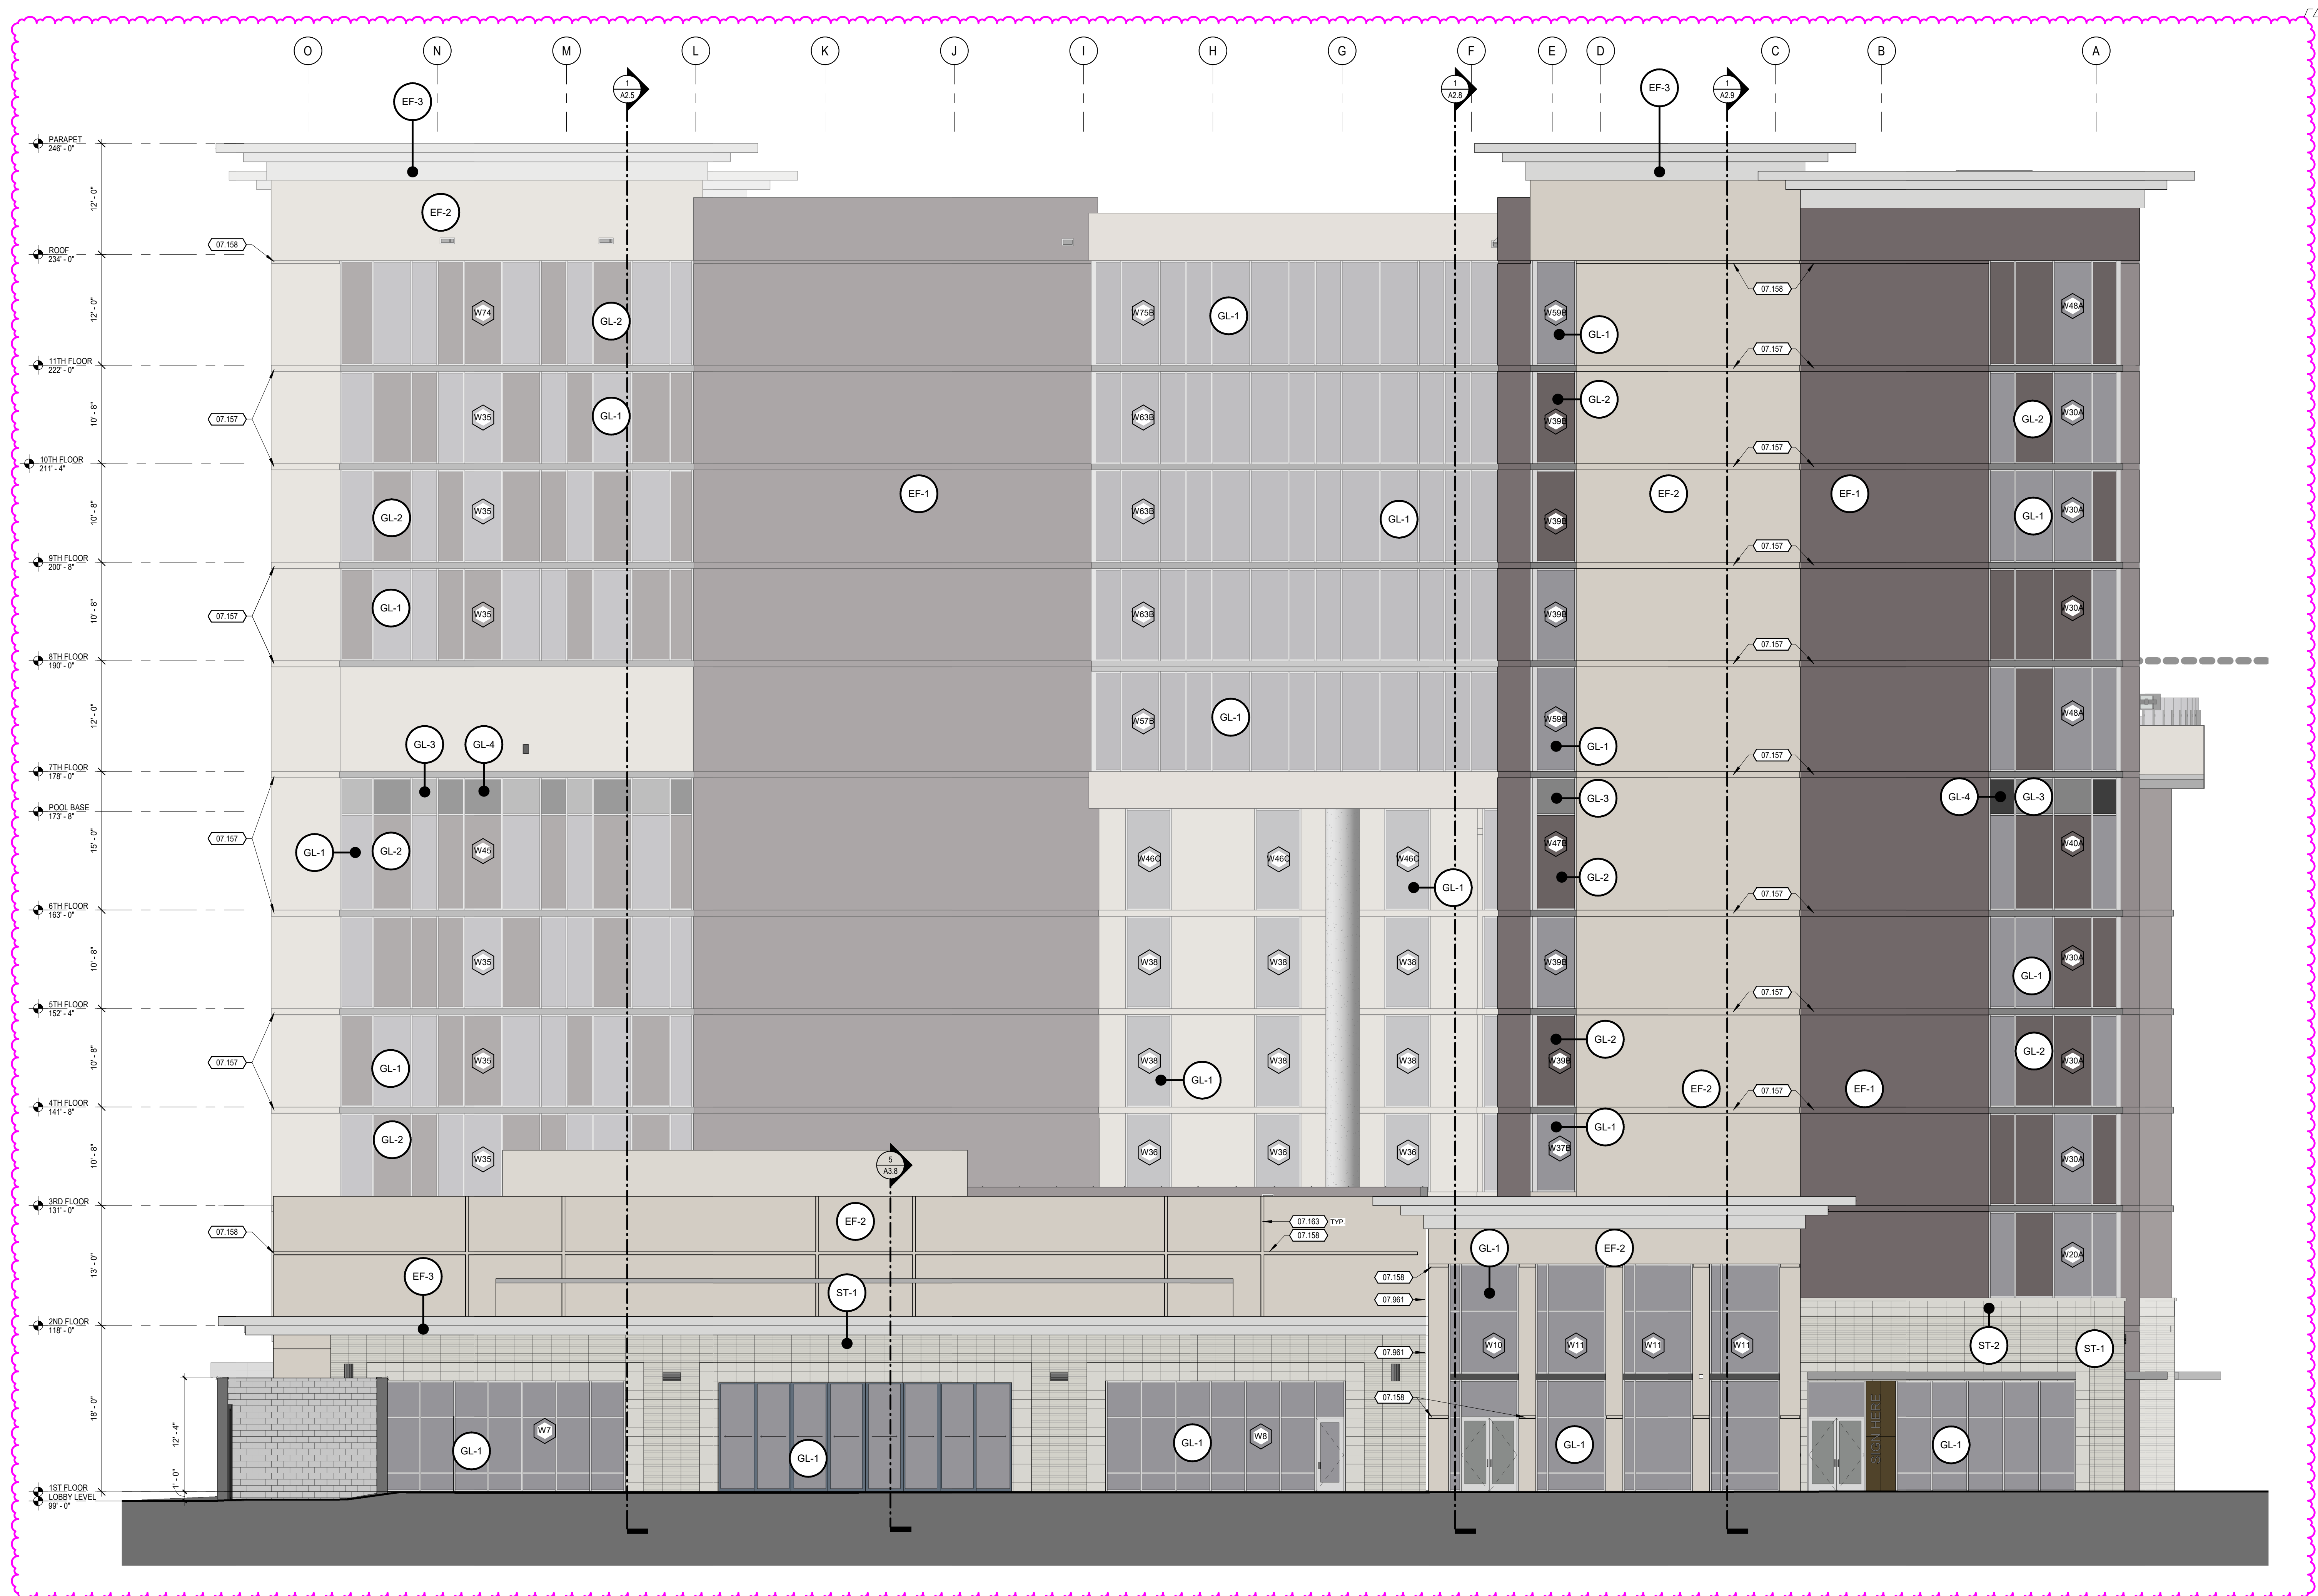 O N M L K J I H G F E D C B A
1 A2.5
1 A2.8
1 A2.9
EF-3
EF-3
PARAPET
246' - 0"
12' - 0"
EF-2
07.158
ROOF
234' - 0"
12' - 0"
W74
GL-2
W75B
GL-1
W59B
GL-1
07.158
W48A
07.157
11TH FLOOR
222' - 0"
10' - 8"
07.157
W35
GL-1
W63B
GL-2
W39B
GL-2
W30A
07.157
10TH FLOOR
211' - 4"
10' - 8"
GL-2
W35
EF-1
W63B
GL-1
W39B
EF-2
EF-1
GL-1
W30A
07.157
9TH FLOOR
200' - 8"
10' - 8"
07.157
GL-1
W35
W63B
W39B
W30A
07.157
8TH FLOOR
190' - 0"
12' - 0"
GL-3
GL-4
W57B
GL-1
W59B
GL-1
W48A
07.157
7TH FLOOR
178' - 0"
GL-3
GL-4
GL-3
POOL BASE
173' - 8"
15' - 0"
07.157
GL-1
GL-2
W45
W46C
W46C
W46C
GL-1
W47B
GL-2
W40A
07.157
6TH FLOOR
163' - 0"
10' - 8"
W35
W38
W38
W38
W39B
GL-1
W30A
07.157
5TH FLOOR
152' - 4"
10' - 8"
07.157
GL-1
W35
W38
W38
W38
GL-1
GL-2
W39B
EF-2
07.157
EF-1
GL-2
W30A
4TH FLOOR
141' - 8"
10' - 8"
GL-2
W35
5 A3.8
W36
W36
W36
GL-1
W37B
W30A
3RD FLOOR
131' - 0"
13' - 0"
07.158
EF-3
EF-2
ST-1
07.163 TYP.
07.158
07.158
07.961
GL-1
EF-2
W20A
2ND FLOOR
118' - 0"
18' - 0"
12' - 4"
1' - 0"
07.961
07.158
W10
W11
W11
W11
ST-2
ST-1
GL-1
W7
GL-1
GL-1
W8
GL-1
SIGN HERE
GL-1
1ST FLOOR
LOBBY LEVEL
99' - 0"